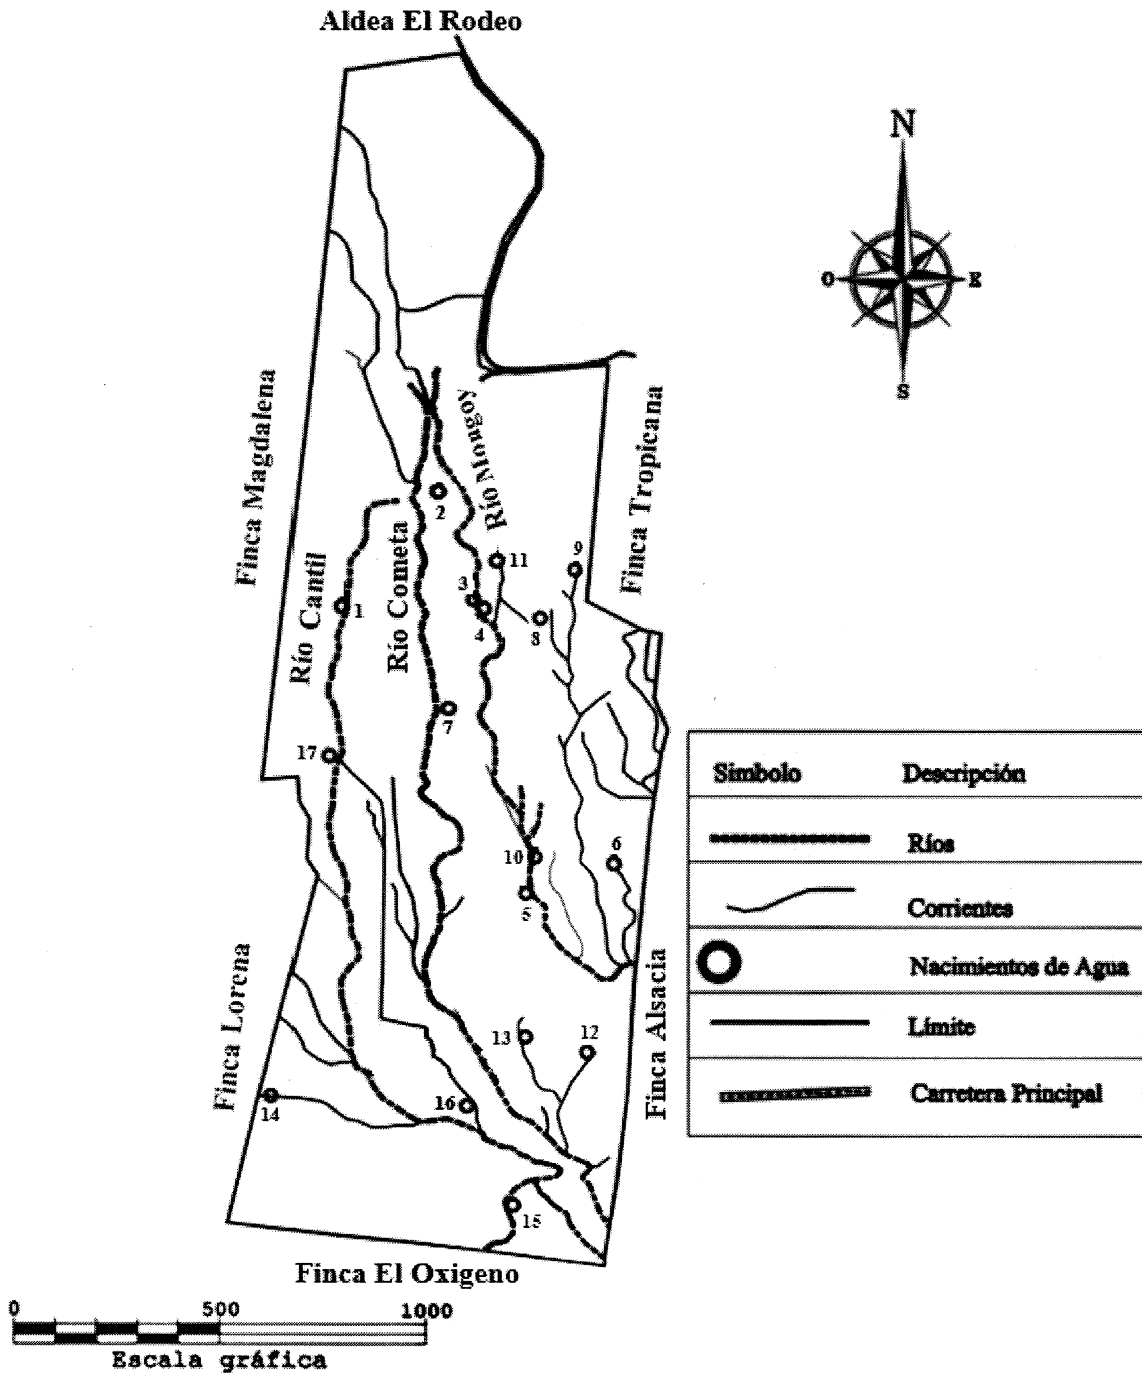 Aldea El Rodeo
N
O
E
S
Finca Magdalena
Río Mougoy
Finca Tropicana
2
Río Cantil
Río Cometa
11
9
3
1
4
8
7
17
10
6
5
Finca Lorena
Finca Alsacia
13
12
14
16
15
Finca El Oxigeno
Simbolo Descripción
Ríos
Corrientes
Nacimientos de Agua
Límite
Carretera Principal
0 500 1000
Escala gráfica